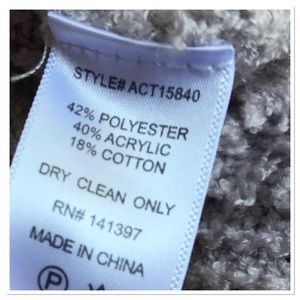 STYLE# ACT15840
42% POLYESTER
40% ACRYLIC
18% COTTON
DRY CLEAN ONLY
RN# 141397
MADE IN CHINA
P